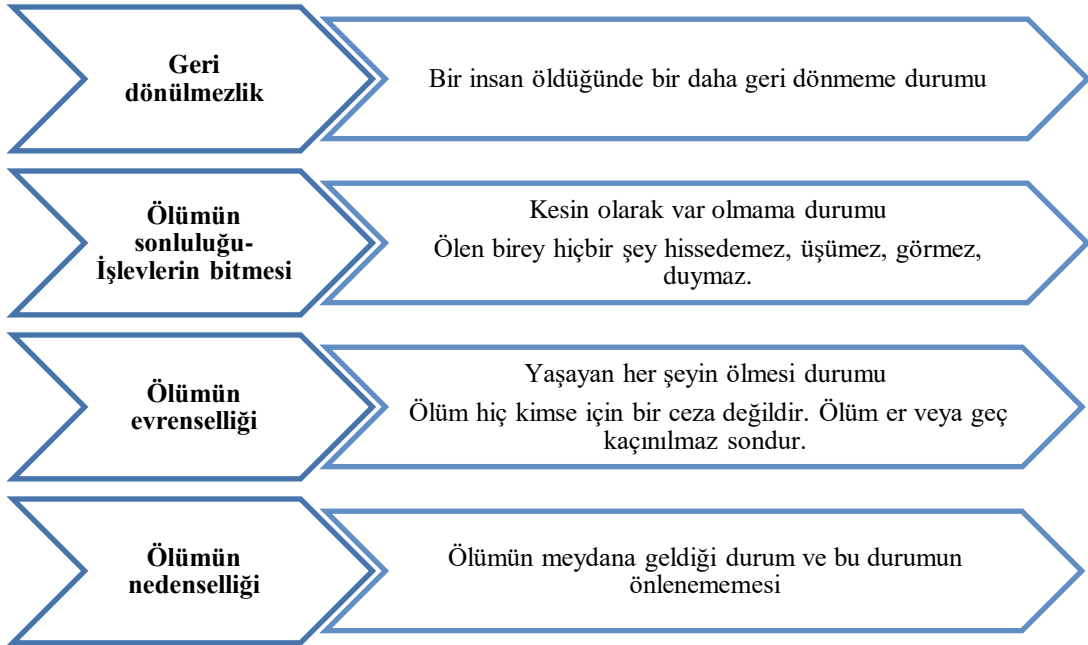 Geri
dönülmezlik
Bir insan öldüğünde bir daha geri dönmeme durumu
Ölümün
sonluluğu-
İşlevlerin bitmesi
Kesin olarak var olmama durumu
Ölen birey hiçbir şey hissedemez, üşümez, görmez,
duymaz.
Ölümün
evrenselliği
Yaşayan her şeyin ölmesi durumu
Ölüm hiç kimse için bir ceza değildir. Ölüm er veya geç
kaçınılmaz sondur.
Ölümün
nedenselliği
Ölümün meydana geldiği durum ve bu durumun
önlenememesi